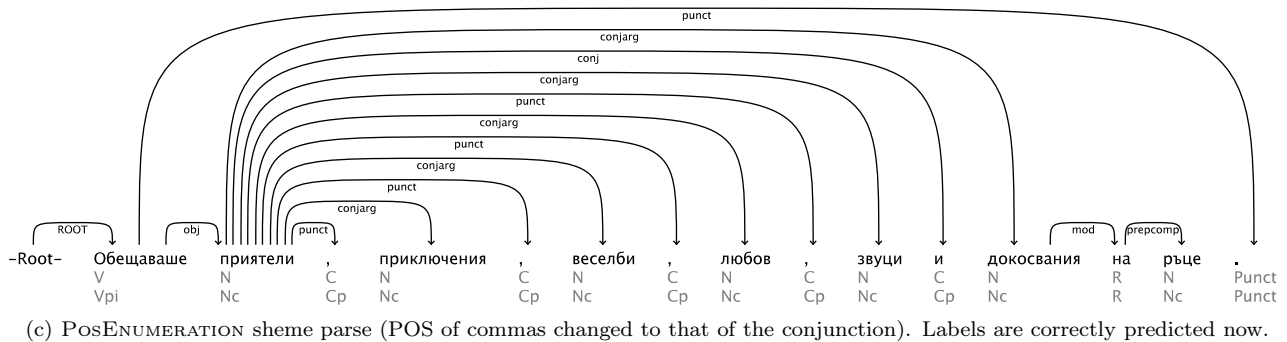 punct
conjarg
conj
conjarg
punct
conjarg
punct
conjarg
punct
conjarg
ROOT obj punct mod prepcomp
–Root– Обещаваше приятели , приключения , веселби , любов , звуци и докосвания на ръце .
V N C N C N C N C N C N R N Punct
Vpi Nc Cp Nc Cp Nc Cp Nc Cp Nc Cp Nc R Nc Punct
(c) PosEnumeration sheme parse (POS of commas changed to that of the conjunction). Labels are correctly predicted now.